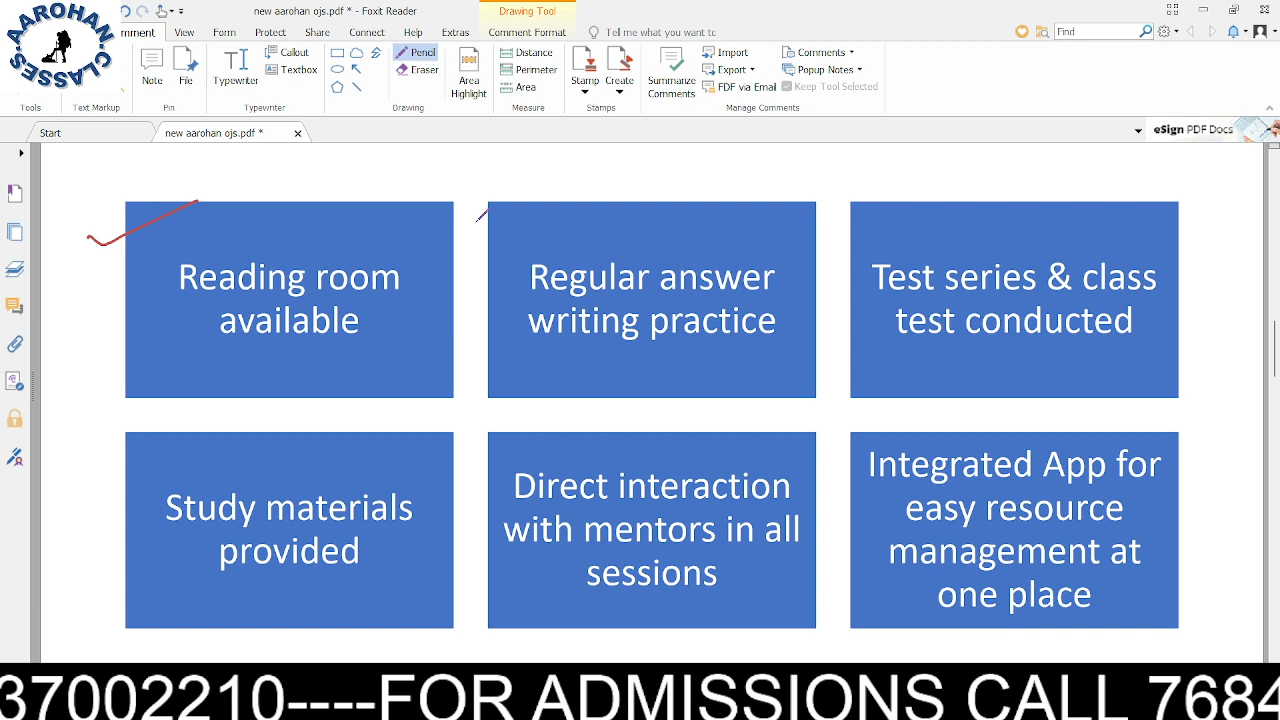 AAROHAN CLASSES
new aarohan ojs.pdf * - Foxit Reader
Drawing Tool
mment View Form Protect Share Connect Help Extras Comment Format Tell me what you want tc Find
Note File Typewriter Callout Textbox Pencil Eraser Area Highlight Distance Perimeter Area Stamp Create Summarize Comments Import Export FDF via Email Comments Popup Notes Keep Tool Selected
Tools Text Markup Pin Typewriter Drawing Measure Stamps Manage Comments
Start new aarohan ojs.pdf * eSign PDF Docs
Reading room
available
Regular answer
writing practice
Test series & class
test conducted
Study materials
provided
Direct interaction
with mentors in all
sessions
Integrated App for
easy resource
management at
one place
37002210----FOR ADMISSIONS CALL 7684